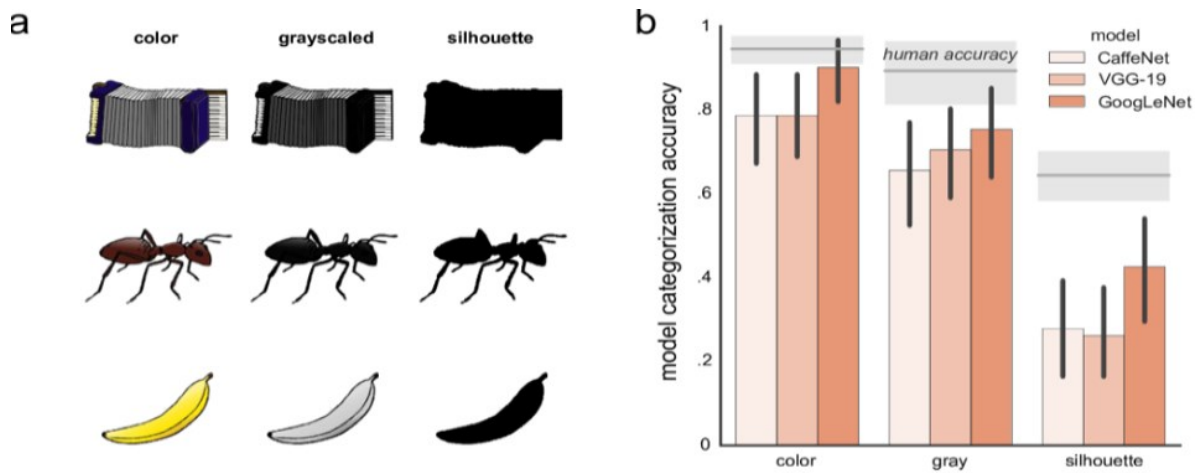 a
color grayscaled silhouette
b
model categorization accuracy
1
.8
.6
.4
.2
0
human accuracy
model
CaffeNet
VGG-19
GoogLeNet
color gray silhouette